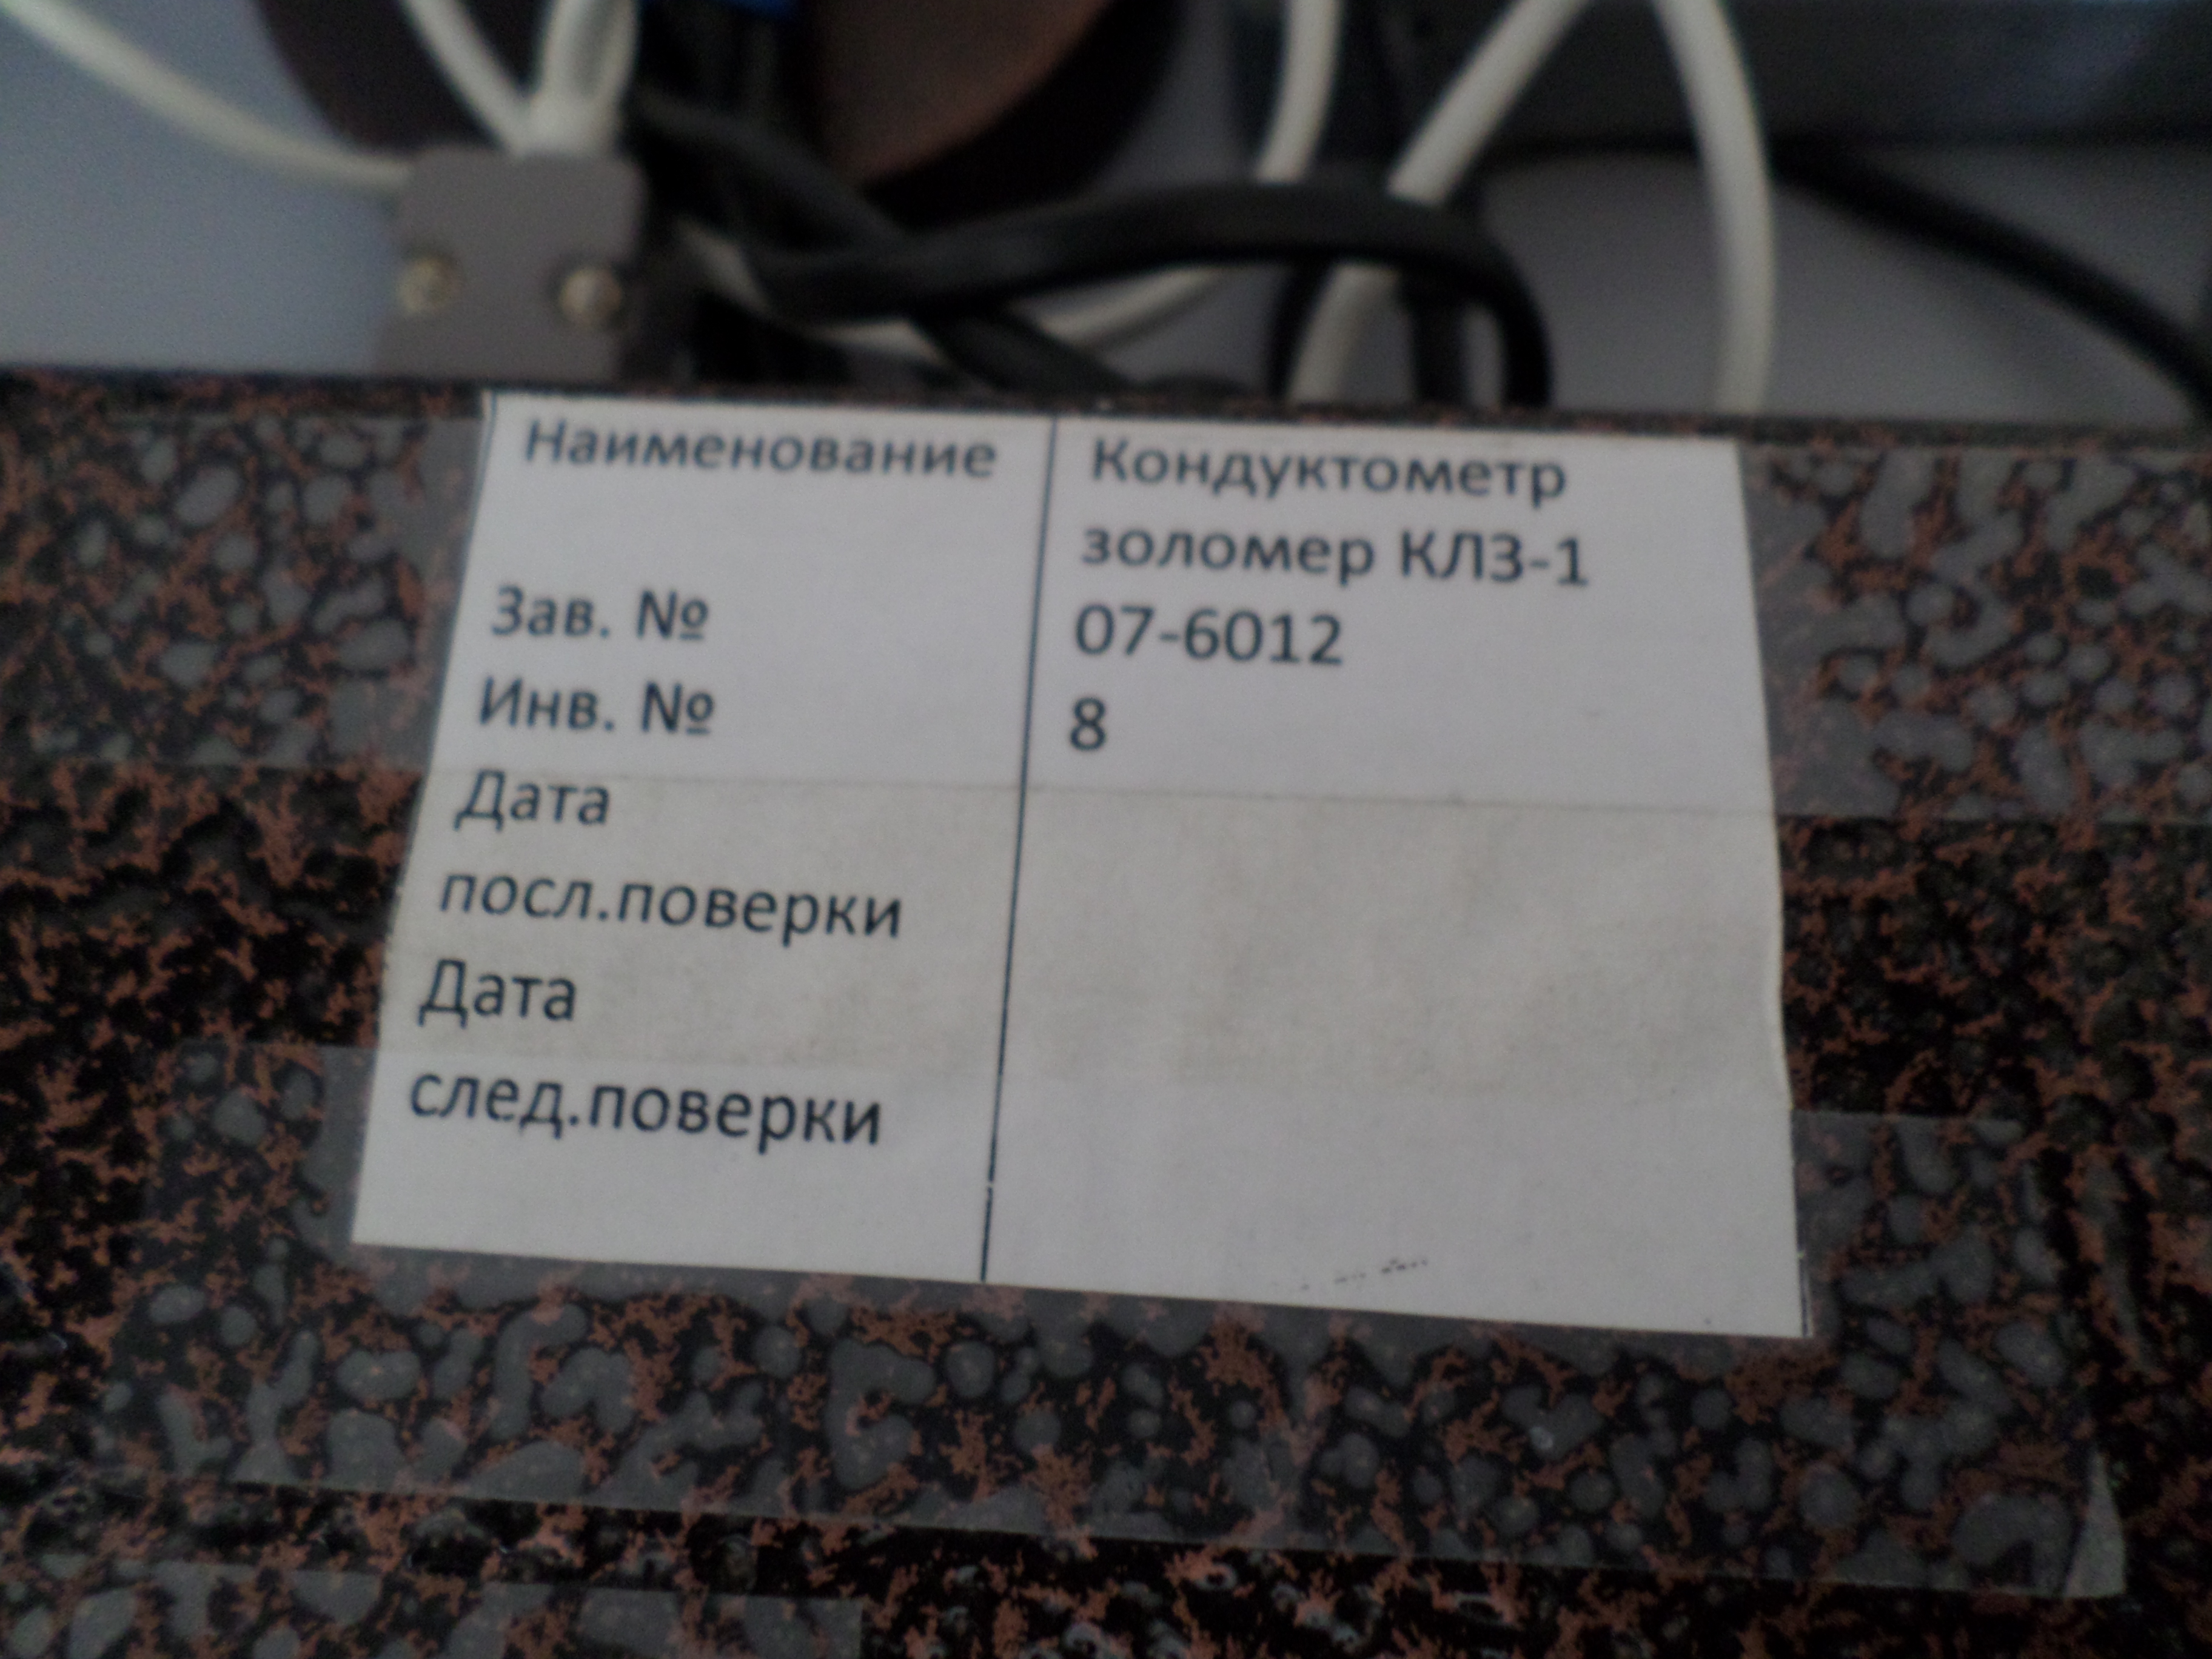 Наименование Кондуктометр
золомер КЛЗ-1
Зав. № 07-6012
Инв. № 8
Дата
посл.поверки
Дата
след.поверки